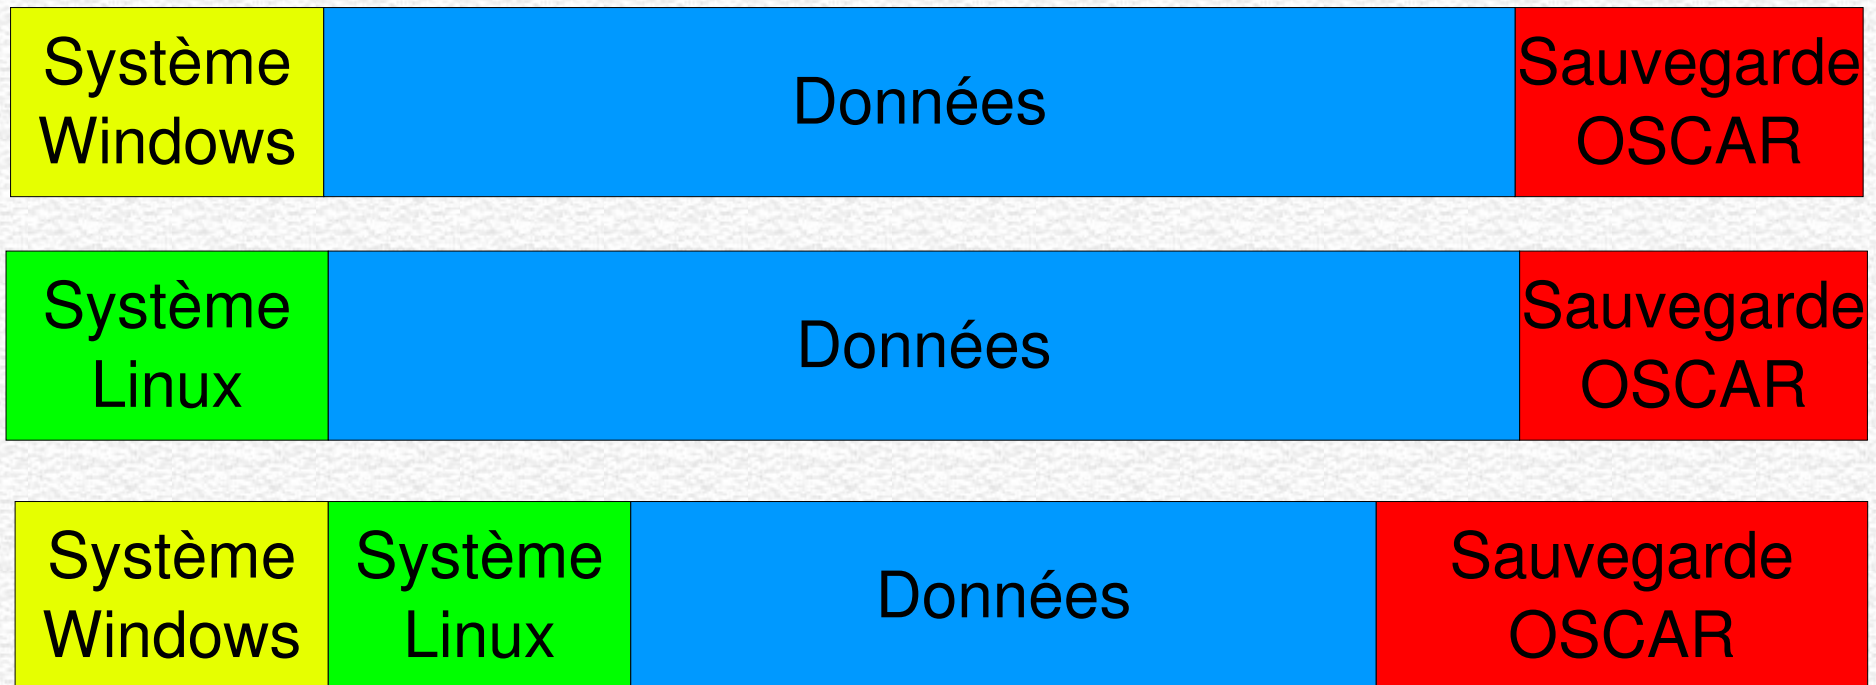 Système
Windows
Données
Sauvegarde
OSCAR
Système
Linux
Données
Sauvegarde
OSCAR
Système
Windows
Système
Linux
Données
Sauvegarde
OSCAR